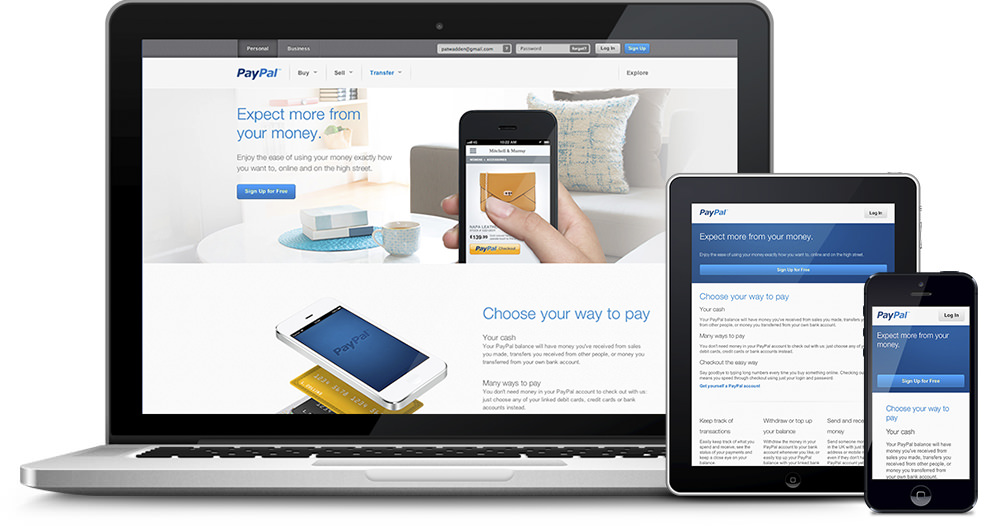 Personal Business
patwadden@gmail.com ? Password forgot? Log In Sign Up
PayPal™ Buy Sell Transfer Explore
Expect more from
your money.
Enjoy the ease of using your money exactly how
you want to, online and on the high street.
Sign Up for Free
10:22 AM
Mitchell & Murray
WOMENS ACCESSORIES
NAPA LEATH
£139.99
PayPal Checkout
PayPal
Choose your way to pay
Your cash
Your PayPal balance will have money you've received from sales
you made, transfers you received from other people, or money you
transferred from your own bank account.
Many ways to pay
You don't need money in your PayPal account to check out with us:
just choose any of your linked debit cards, credit cards or bank
accounts instead.
PayPal™ Log In
Expect more from your money.
Enjoy the ease of using your money exactly how you want to, online and on the high street.
Sign Up for Free
Choose your way to pay
Your cash
Your PayPal balance will have money you've received from sales you made, transfers you received
from other people, or money you transferred from your own bank account.
Many ways to pay
You don't need money in your PayPal account to check out with us: just choose any of your linked
debit cards, credit cards or bank accounts instead.
Checkout the easy way
Say goodbye to typing long numbers every time you buy something online. Checking out
means you speed through checkout using just your login and password.
Get yourself a PayPal account
Keep track of
transactions
Easily keep track of what you
spend and receive, see the
status of your payments and
keep a close eye on your
balance.
Withdraw or top up
your balance
Withdraw the money in your
PayPal account to your bank
account whenever you like, or
easily top up your PayPal
balance with your linked bank
Send and rece
money
Send someone mon
in the UK with just t
address or mobile n
even if they don't ha
PayPal account yet
PayPal™ Log In
Expect more from your
money.
Sign Up for Free
Choose your way to
pay
Your cash
Your PayPal balance will have
money you've received from
sales you made, transfers you
received from other people, or
money you transferred from
your own bank account.